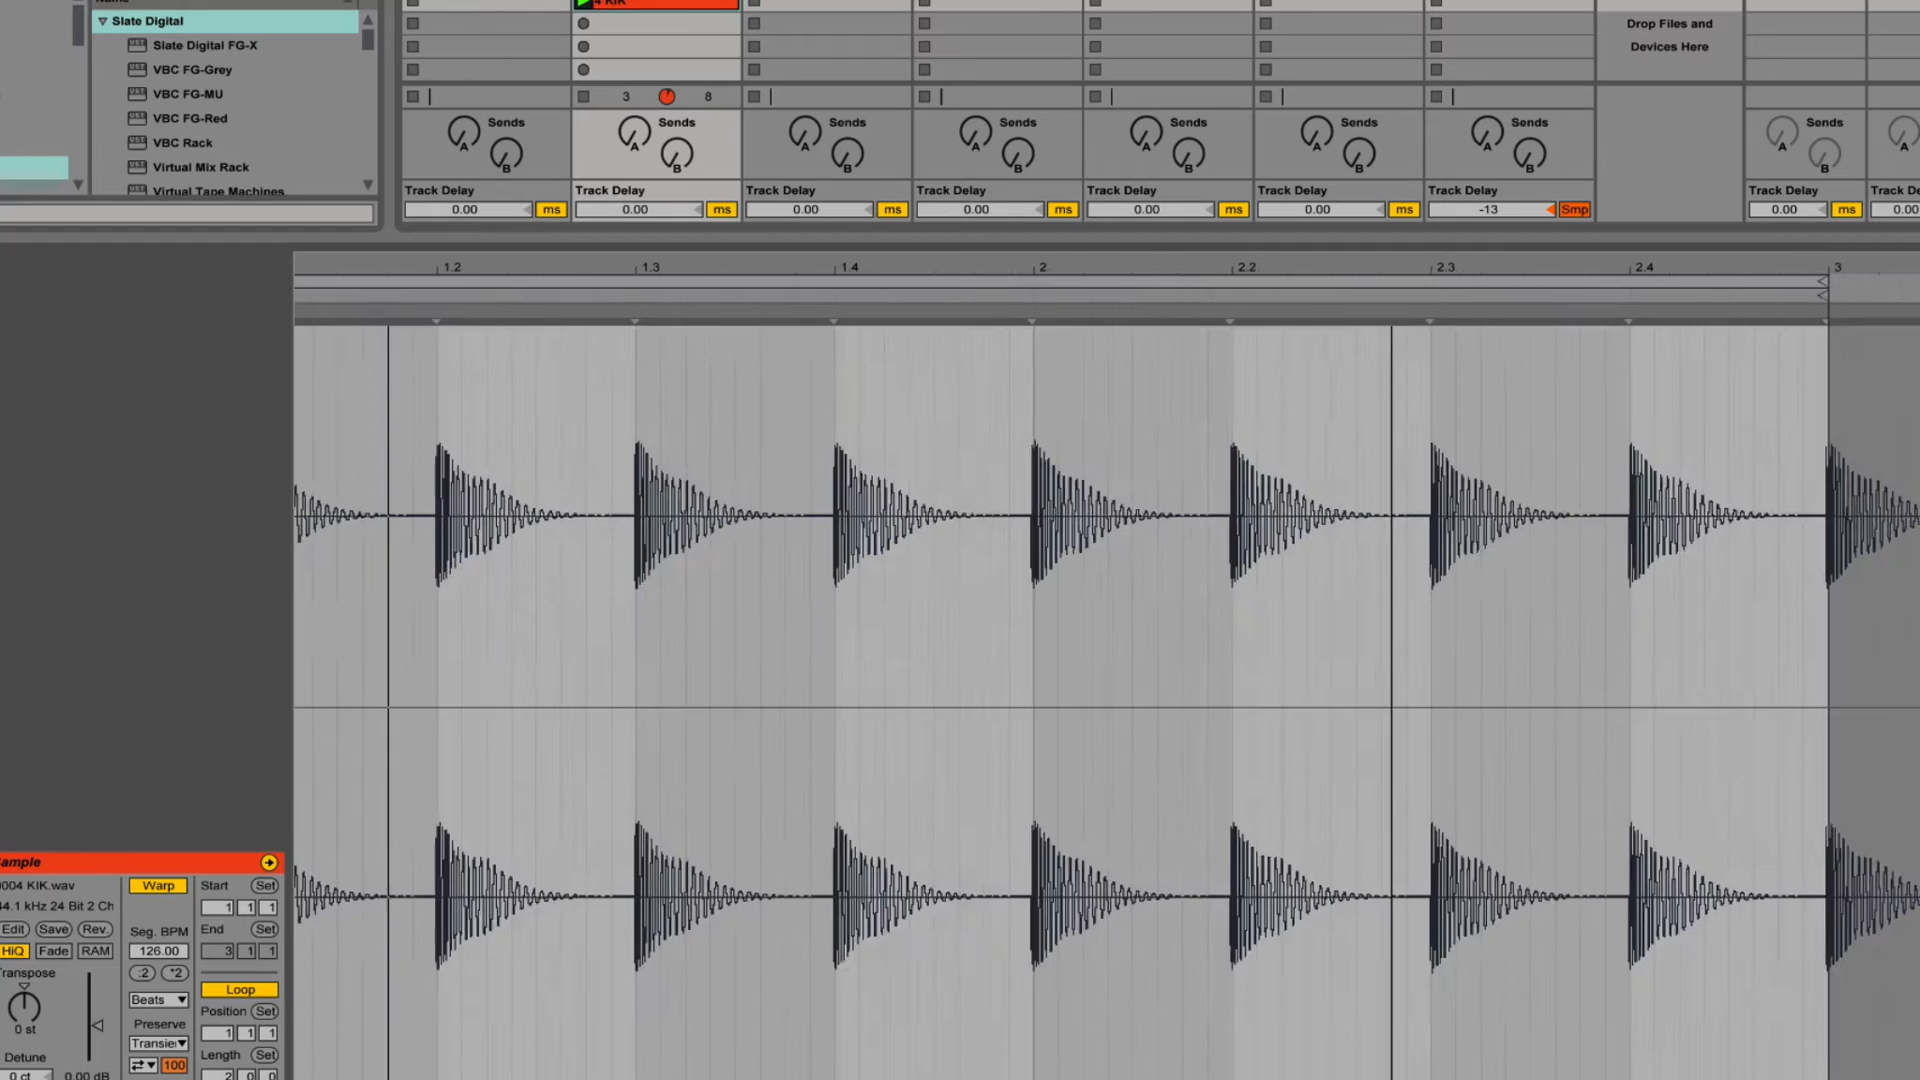 Slate Digital
Slate Digital FG-X
VBC FG-Grey
VBC FG-MU
VBC FG-Red
VBC Rack
Virtual Mix Rack
Virtual Tape Machines
4 KIK
Drop Files and
Devices Here
3 8
Sends Sends Sends Sends Sends Sends Sends Sends
A A A A A A A A A
B B B B B B B B
Track Delay Track Delay Track Delay Track Delay Track Delay Track Delay Track Delay Track Delay Track De
0.00 ms 0.00 ms 0.00 ms 0.00 ms 0.00 ms 0.00 ms -13 Smp 0.00 ms 0.00
1.2 1.3 1.4 2 2.2 2.3 2.4 3
ample
0004 KIK.wav
44.1 kHz 24 Bit 2 Ch
Edit Save Rev.
HiQ Fade RAM
Transpose
0 st
Detune
0 ct 0.00 dB
Warp
Seg. BPM
126.00
:2 *2
Beats
Preserve
Transie
100
Start Set
1 1 1
End Set
3 1 1
Loop
Position Set
1 1 1
Length Set
2 0 0